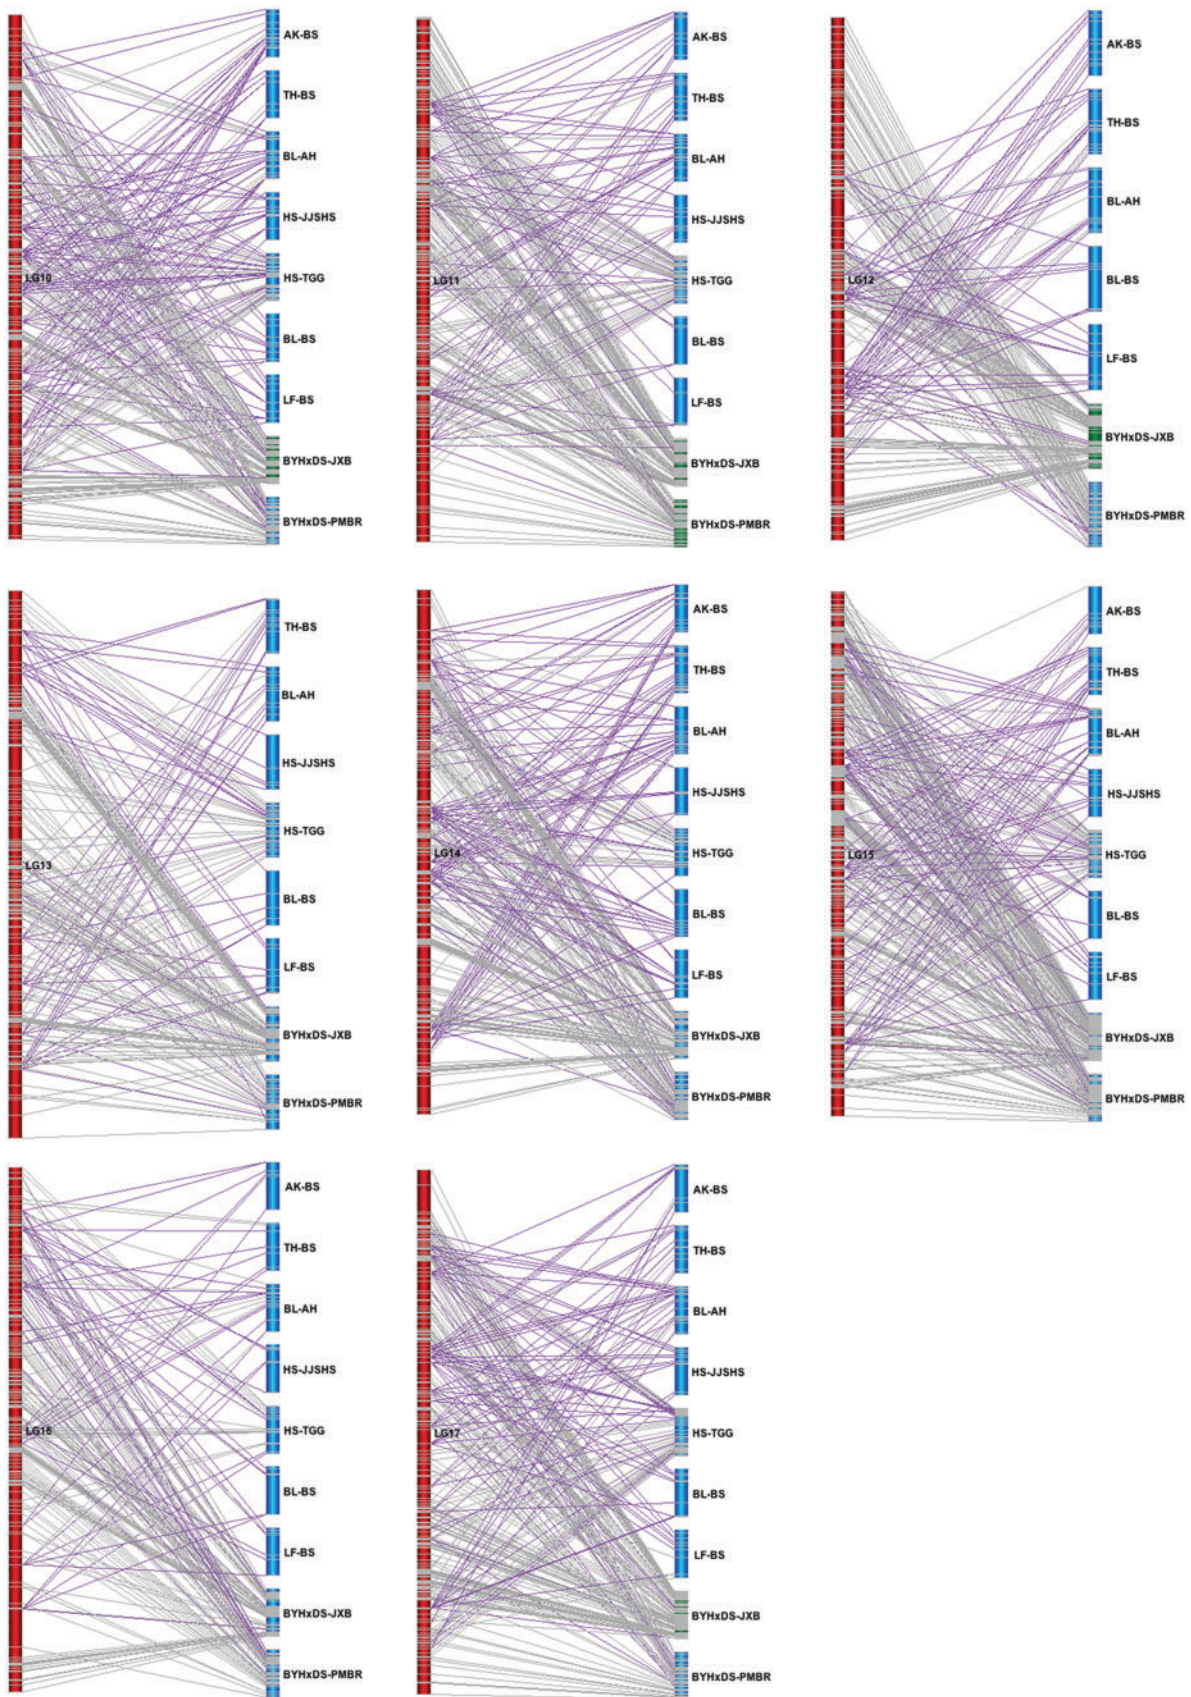 AK-BS
TH-BS
BL-AH
HS-JJSHS
LG10
HS-TGG
BL-BS
LF-BS
BYHxDS-JXB
BYHxDS-PMBR
AK-BS
TH-BS
BL-AH
HS-JJSHS
LG11
HS-TGG
BL-BS
LF-BS
BYHxDS-JXB
BYHxDS-PMBR
AK-BS
TH-BS
BL-AH
BL-BS
LG12
LF-BS
BYHxDS-JXB
BYHxDS-PMBR
TH-BS
BL-AH
HS-JJSHS
HS-TGG
LG13
BL-BS
LF-BS
BYHxDS-JXB
BYHxDS-PMBR
AK-BS
TH-BS
BL-AH
HS-JJSHS
LG14
HS-TGG
BL-BS
LF-BS
BYHxDS-JXB
BYHxDS-PMBR
AK-BS
TH-BS
BL-AH
HS-JJSHS
LG15
HS-TGG
BL-BS
LF-BS
BYHxDS-JXB
BYHxDS-PMBR
AK-BS
TH-BS
BL-AH
HS-JJSHS
LG16
HS-TGG
BL-BS
LF-BS
BYHxDS-JXB
BYHxDS-PMBR
AK-BS
TH-BS
BL-AH
HS-JJSHS
LG17
HS-TGG
BL-BS
LF-BS
BYHxDS-JXB
BYHxDS-PMBR